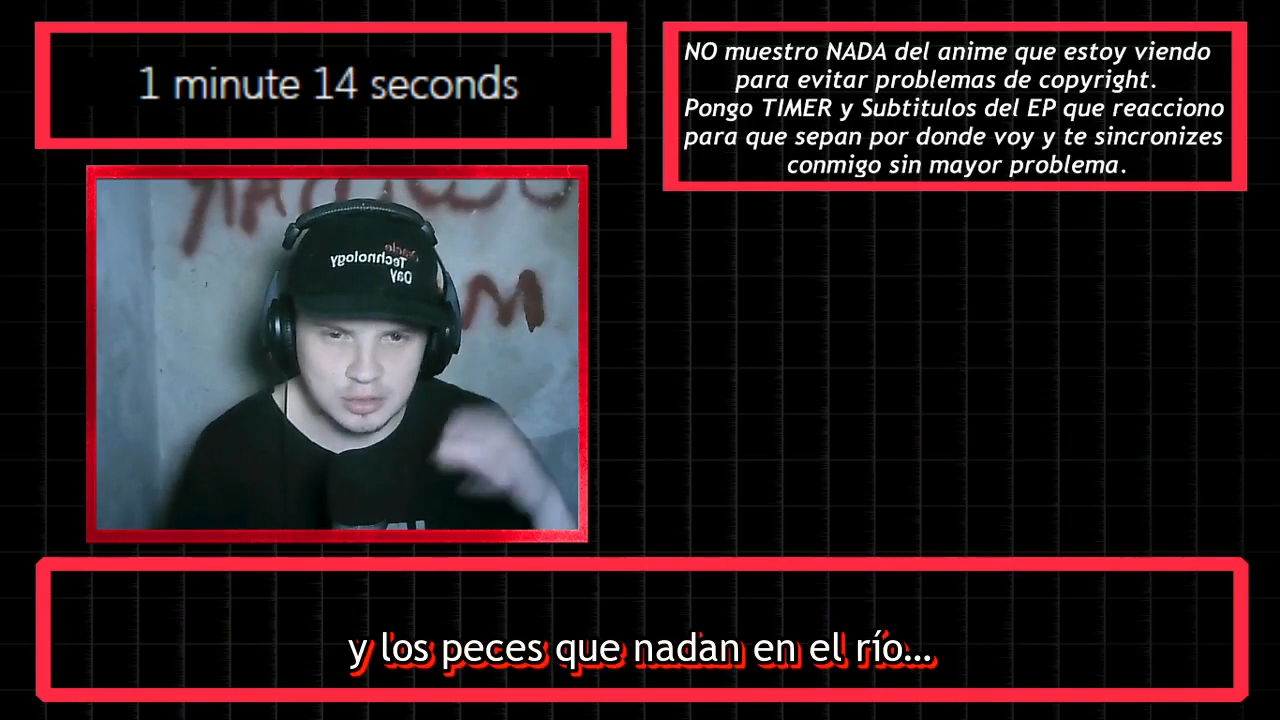 1 minute 14 seconds
NO muestro NADA del anime que estoy viendo
para evitar problemas de copyright.
Pongo TIMER y Subtitulos del EP que reacciono
para que sepan por donde voy y te sincronizes
conmigo sin mayor problema.
Oracle
Technology
Day
y los peces que nadan en el río...